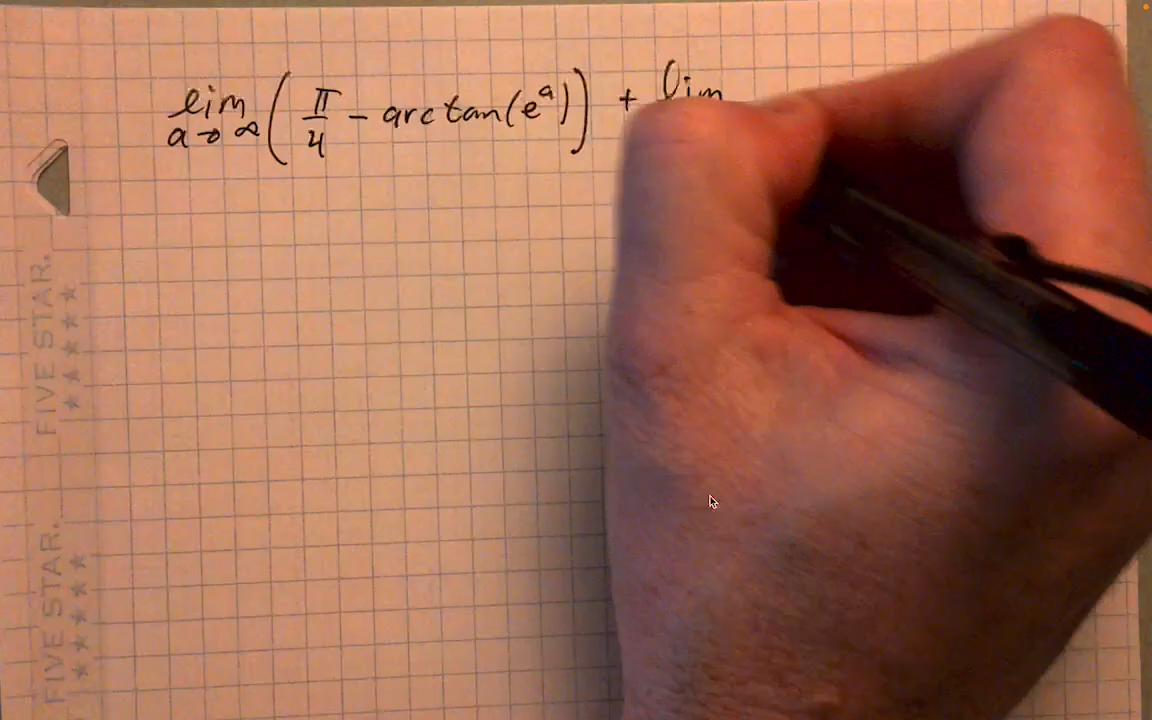 lim a→∞ (π/4 - arctan(e^a)) + lim
FIVE STAR. ★★★★★
FIVE STAR. ★★★★★